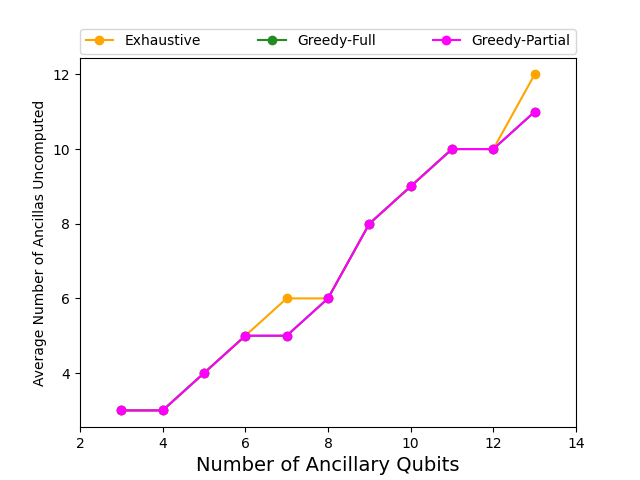 Exhaustive Greedy-Full Greedy-Partial
12
10
8
6
4
Average Number of Ancillas Uncomputed
2 4 6 8 10 12 14
Number of Ancillary Qubits